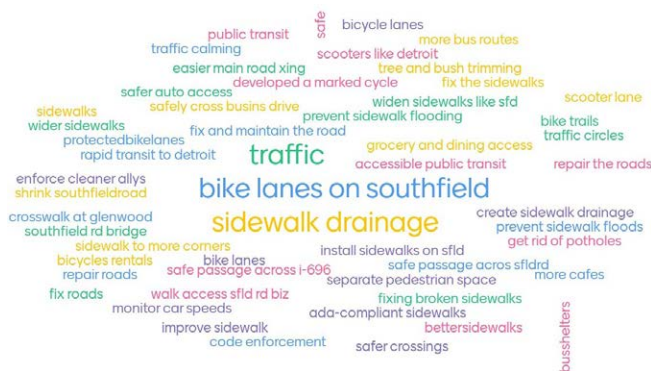 safe
bicycle lanes
public transit
more bus routes
traffic calming
scooters like detroit
easier main road xing
tree and bush trimming
developed a marked cycle
fix the sidewalks
safer auto access
scooter lane
widen sidewalks like sfd
safely cross busins drive
sidewalks
prevent sidewalk flooding
bike trails
wider sidewalks
fix and maintain the road
traffic circles
protectedbikelanes
grocery and dining access
rapid transit to detroit
traffic
accessible public transit
repair the roads
enforce cleaner allys
bike lanes on southfield
shrink southfieldroad
crosswalk at glenwood
sidewalk drainage
create sidewalk drainage
southfield rd bridge
prevent sidewalk floods
sidewalk to more corners
get rid of potholes
install sidewalks on sfld
bicycles rentals
bike lanes
safe passage acros sfldrd
repair roads
safe passage across i-696
more cafes
separate pedestrian space
fix roads
walk access sfld rd biz
fixing broken sidewalks
monitor car speeds
ada-compliant sidewalks
improve sidewalk
bettersidewalks
busshelters
code enforcement
safer crossings